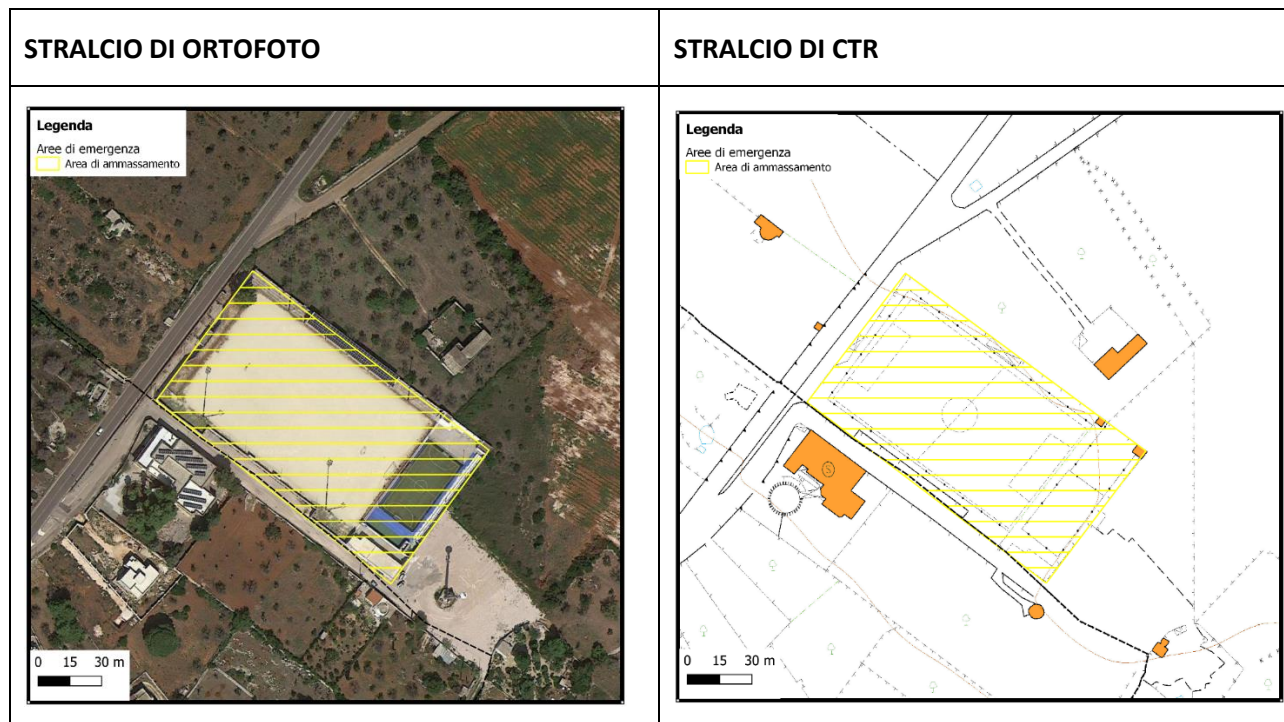 STRALCIO DI ORTOFOTO
STRALCIO DI CTR
Legenda
Aree di emergenza
Area di ammassamento
0 15 30 m
Legenda
Aree di emergenza
Area di ammassamento
S
0 15 30 m